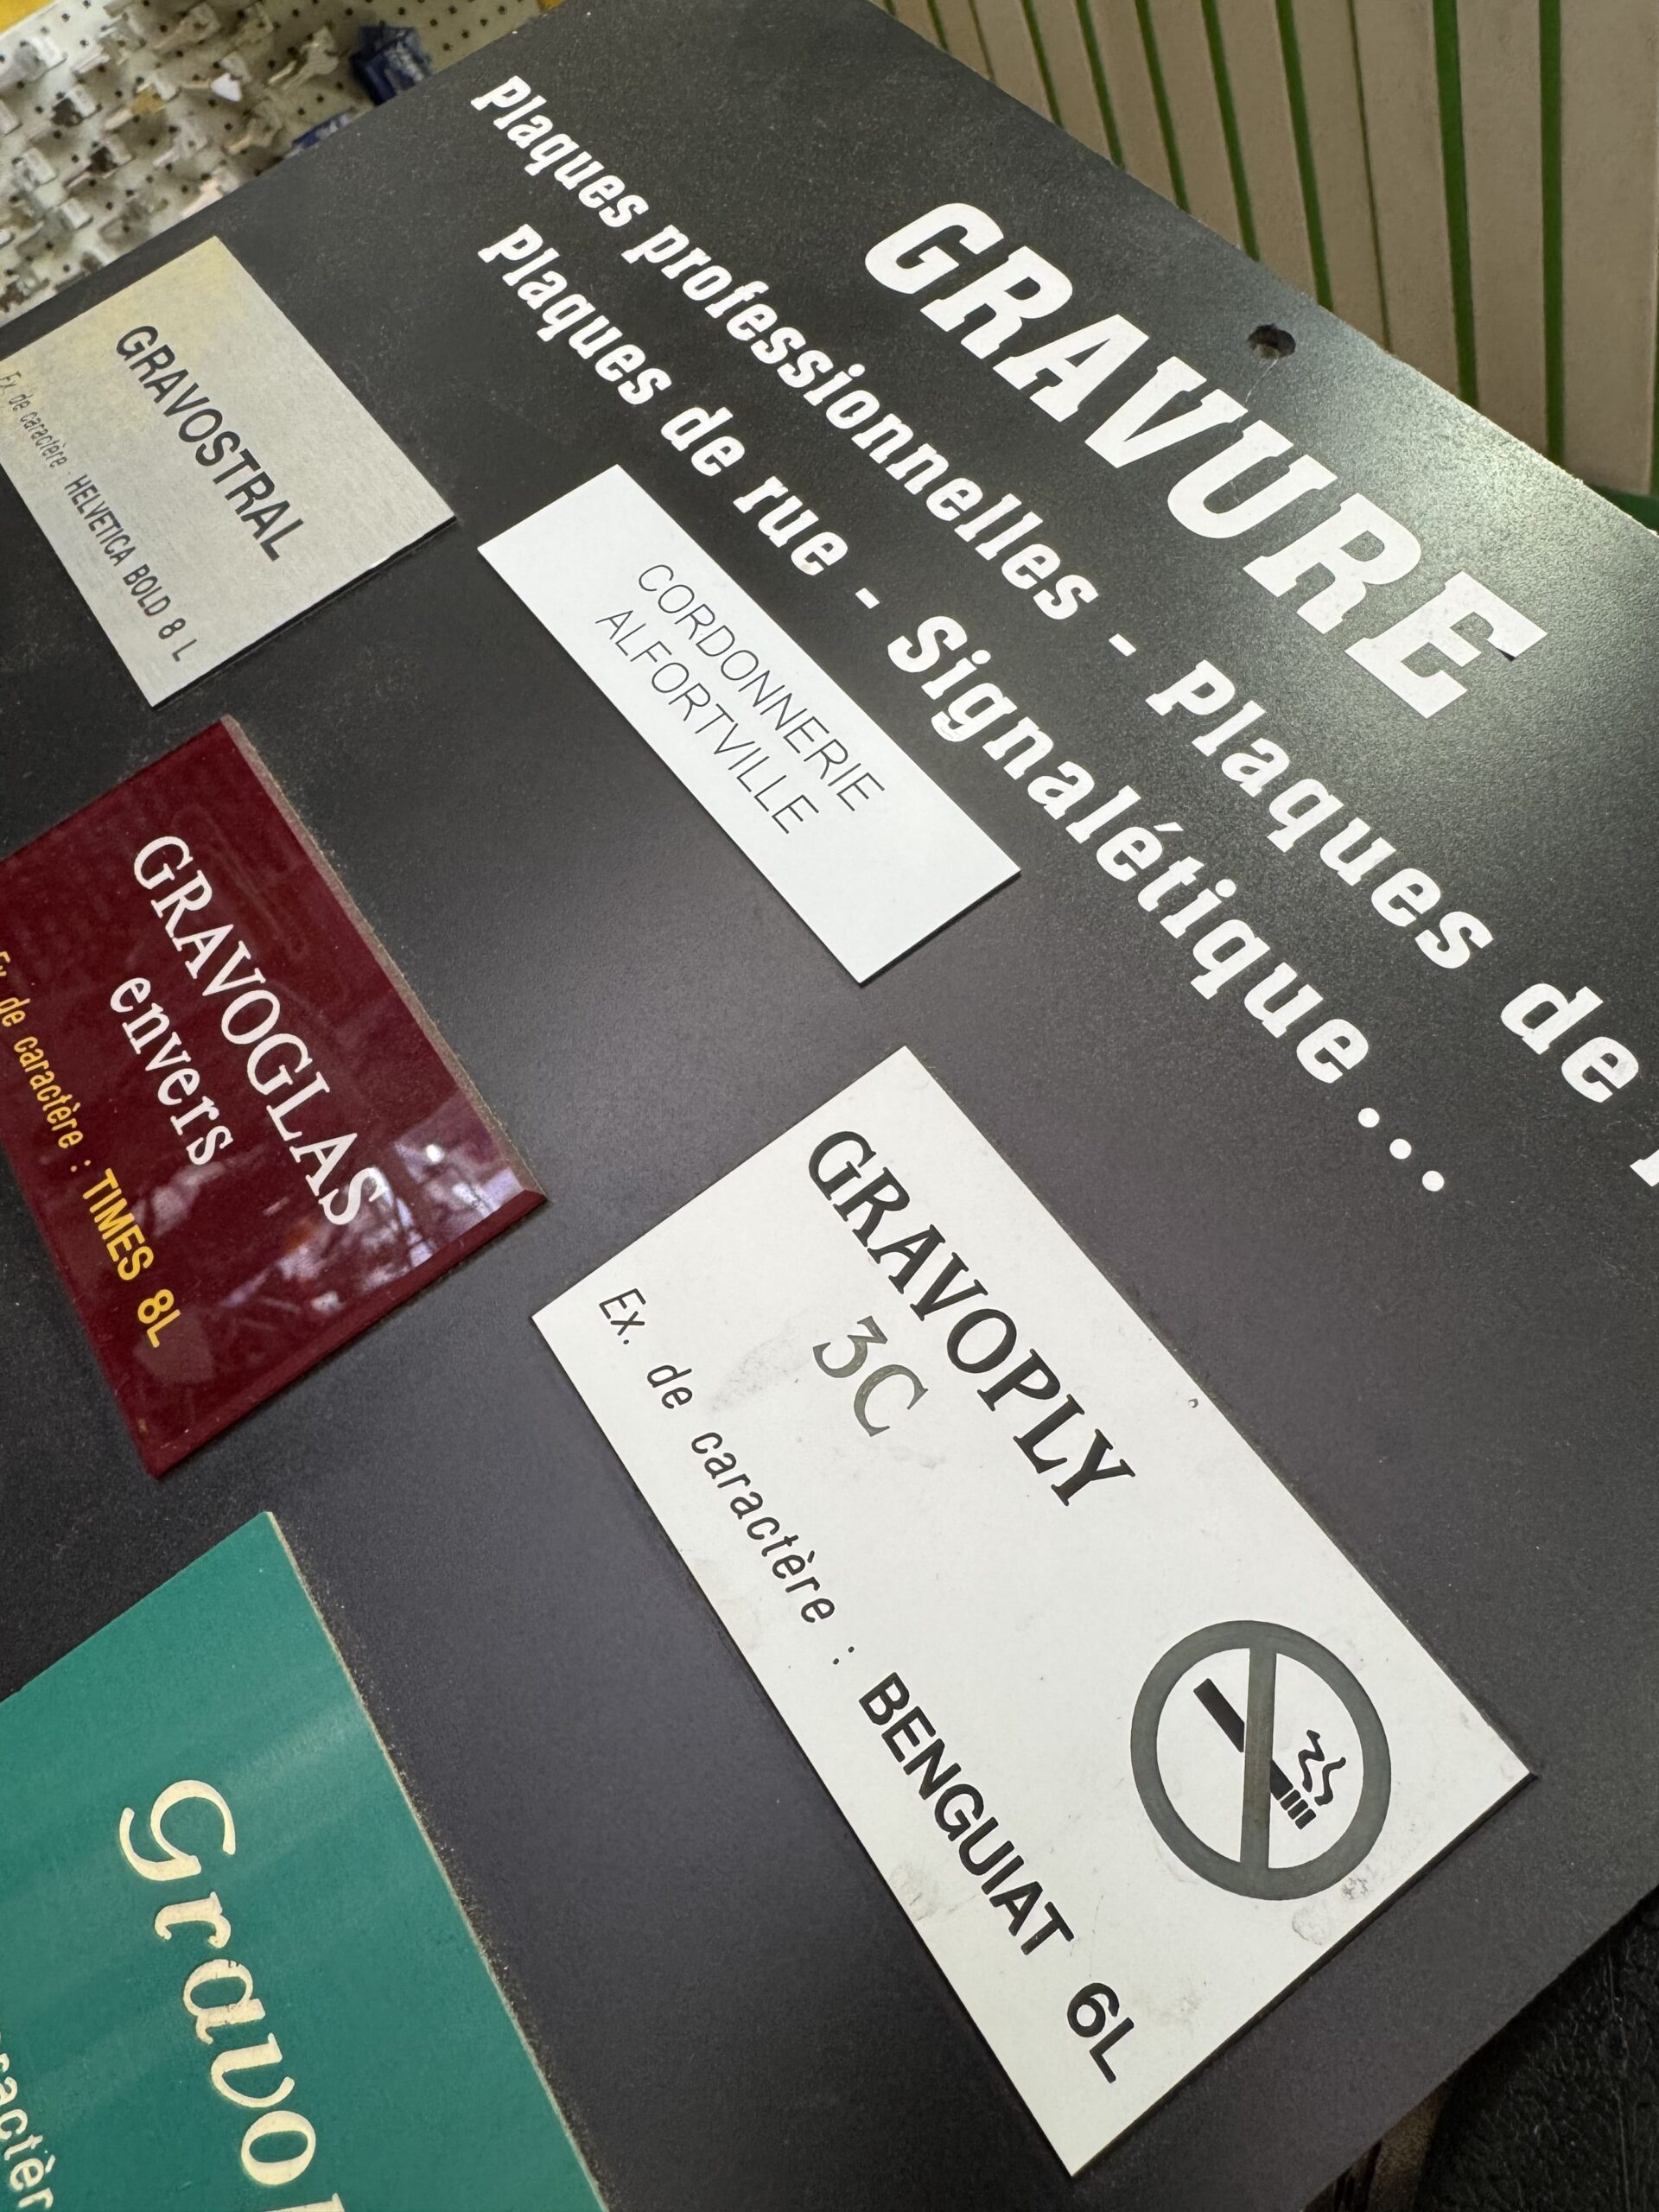 GRAVURE
Plaques professionnelles - Plaques de
Plaques de rue - Signalétique...
CORDONNERIE
ALFORTVILLE
GRAVOSTRAL
Ex. de caractère : HELVETICA BOLD 8 L
GRAVOGLAS
envers
Ex. de caractère : TIMES 8L
GRAVOPLY
3C
Ex. de caractère : BENGUIAT 6L